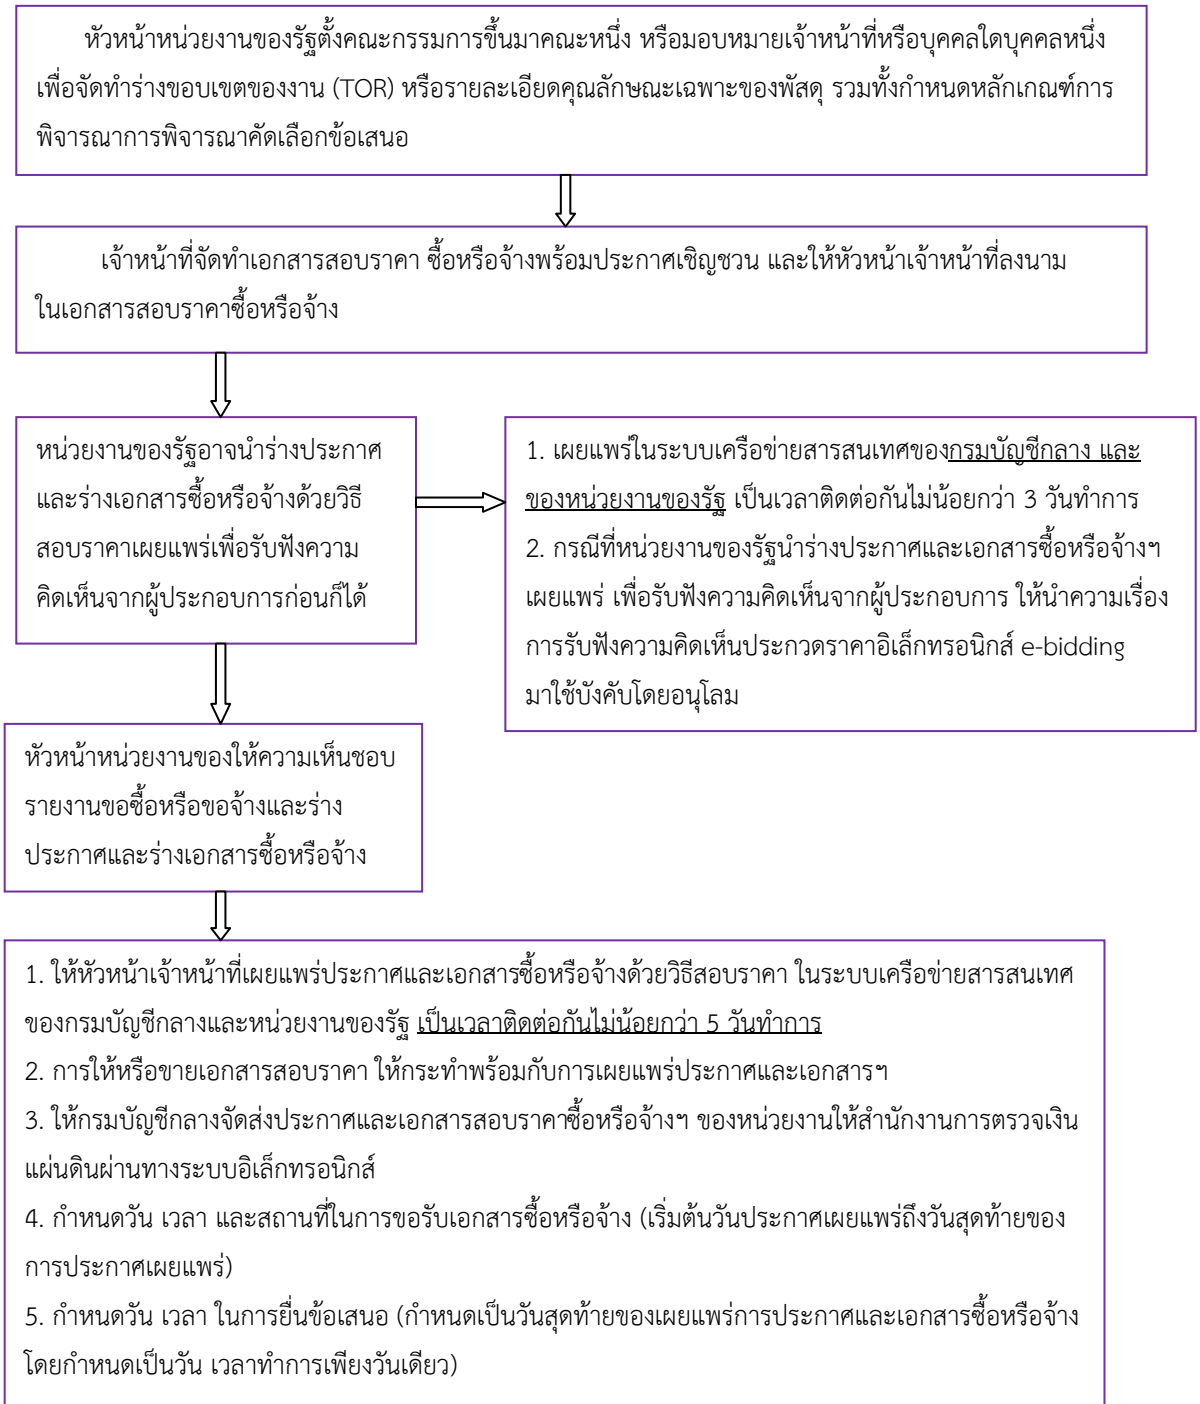 หัวหน้าหน่วยงานของรัฐตั้งคณะกรรมการขึ้นมาคณะหนึ่ง หรือมอบหมายเจ้าหน้าที่หรือบุคคลใดบุคคลหนึ่ง
เพื่อจัดทำร่างขอบเขตของงาน (TOR) หรือรายละเอียดคุณลักษณะเฉพาะของพัสดุ รวมทั้งกำหนดหลักเกณฑ์การ
พิจารณาการพิจารณาคัดเลือกข้อเสนอ
เจ้าหน้าที่จัดทำเอกสารสอบราคา ซื้อหรือจ้างพร้อมประกาศเชิญชวน และให้หัวหน้าเจ้าหน้าที่ลงนาม
ในเอกสารสอบราคาซื้อหรือจ้าง
หน่วยงานของรัฐอาจนำร่างประกาศ
และร่างเอกสารซื้อหรือจ้างด้วยวิธี
สอบราคาเผยแพร่เพื่อรับฟังความ
คิดเห็นจากผู้ประกอบการก่อนก็ได้
1. เผยแพร่ในระบบเครือข่ายสารสนเทศของกรมบัญชีกลาง และ
ของหน่วยงานของรัฐ เป็นเวลาติดต่อกันไม่น้อยกว่า 3 วันทำการ
2. กรณีที่หน่วยงานของรัฐนำร่างประกาศและเอกสารซื้อหรือจ้างฯ
เผยแพร่ เพื่อรับฟังความคิดเห็นจากผู้ประกอบการ ให้นำความเรื่อง
การรับฟังความคิดเห็นประกวดราคาอิเล็กทรอนิกส์ e-bidding
มาใช้บังคับโดยอนุโลม
หัวหน้าหน่วยงานของให้ความเห็นชอบ
รายงานขอซื้อหรือขอจ้างและร่าง
ประกาศและร่างเอกสารซื้อหรือจ้าง
1. ให้หัวหน้าเจ้าหน้าที่เผยแพร่ประกาศและเอกสารซื้อหรือจ้างด้วยวิธีสอบราคา ในระบบเครือข่ายสารสนเทศ
ของกรมบัญชีกลางและหน่วยงานของรัฐ เป็นเวลาติดต่อกันไม่น้อยกว่า 5 วันทำการ
2. การให้หรือขายเอกสารสอบราคา ให้กระทำพร้อมกับการเผยแพร่ประกาศและเอกสารฯ
3. ให้กรมบัญชีกลางจัดส่งประกาศและเอกสารสอบราคาซื้อหรือจ้างฯ ของหน่วยงานให้สำนักงานการตรวจเงิน
แผ่นดินผ่านทางระบบอิเล็กทรอนิกส์
4. กำหนดวัน เวลา และสถานที่ในการขอรับเอกสารซื้อหรือจ้าง (เริ่มต้นวันประกาศเผยแพร่ถึงวันสุดท้ายของ
การประกาศเผยแพร่)
5. กำหนดวัน เวลา ในการยื่นข้อเสนอ (กำหนดเป็นวันสุดท้ายของเผยแพร่การประกาศและเอกสารซื้อหรือจ้าง
โดยกำหนดเป็นวัน เวลาทำการเพียงวันเดียว)